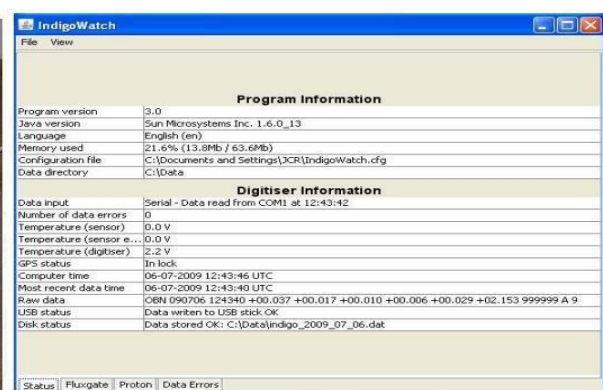 IndigoWatch
File View
Program Information
Program version 3.0
Java version Sun Microsystems Inc. 1.6.0_13
Language English (en)
Memory used 21.6% (13.8Mb / 63.6Mb)
Configuration file C:\Documents and Settings\JCR\IndigoWatch.cfg
Data directory C:\Data
Digitiser Information
Data input Serial - Data read from COM1 at 12:43:42
Number of data errors 0
Temperature (sensor) 0.0 V
Temperature (sensor e... 0.0 V
Temperature (digitiser) 2.2 V
GPS status In lock
Computer time 06-07-2009 12:43:46 UTC
Most recent data time 06-07-2009 12:43:40 UTC
Raw data OBN 090706 124340 +00.037 +00.017 +00.010 +00.006 +00.029 +02.153 999999 A 9
USB status Data writen to USB stick OK
Disk status Data stored OK: C:\Data\indigo_2009_07_06.dat
Status Fluxgate Proton Data Errors